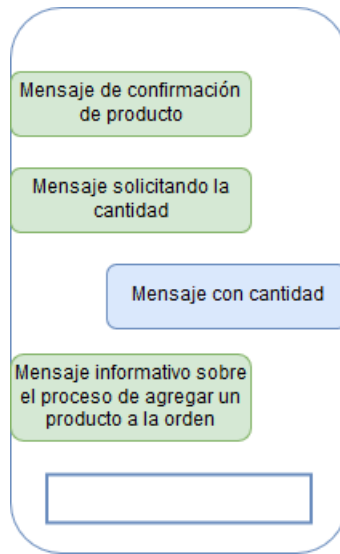 Mensaje de confirmación
de producto
Mensaje solicitando la
cantidad
Mensaje con cantidad
Mensaje informativo sobre
el proceso de agregar un
producto a la orden